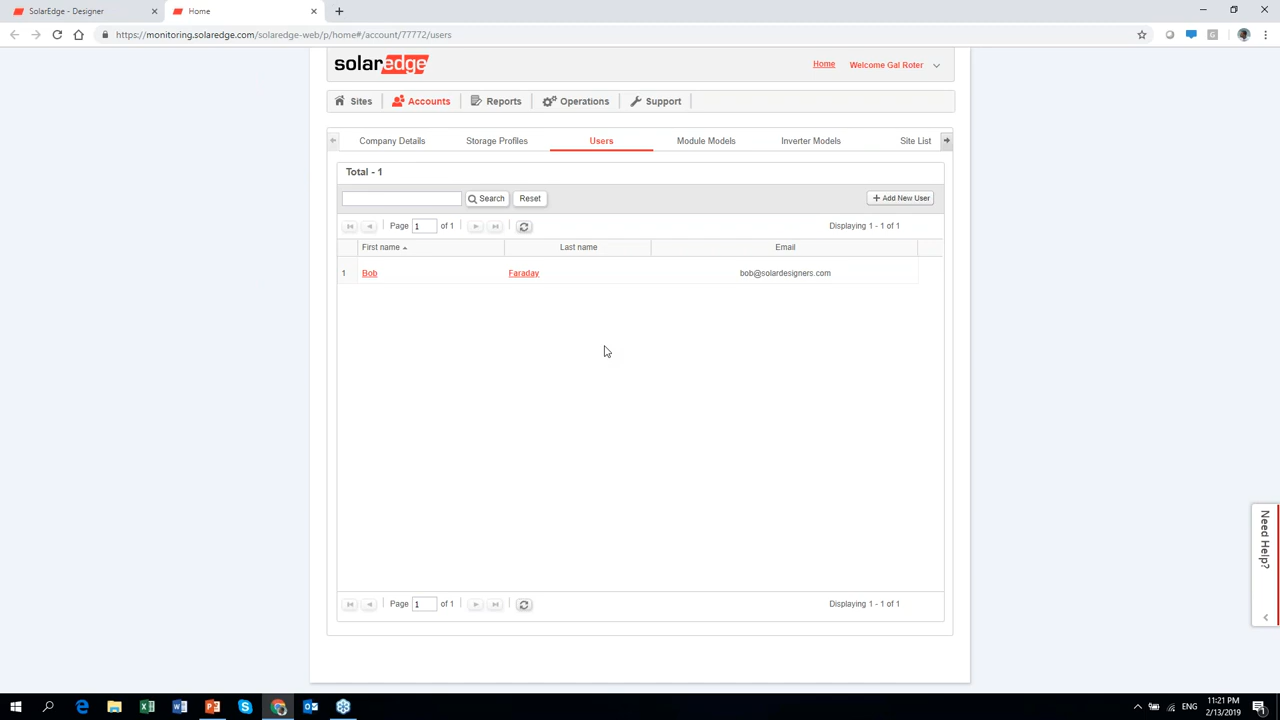 SolarEdge - Designer
Home
https://monitoring.solaredge.com/solaredge-web/p/home#/account/77772/users
solaredge
Home
Welcome Gal Roter
Sites
Accounts
Reports
Operations
Support
Company Details
Storage Profiles
Users
Module Models
Inverter Models
Site List
Total - 1
Search
Reset
+ Add New User
Page 1 of 1
Displaying 1 - 1 of 1
First name
Last name
Email
1 Bob Faraday bob@solardesigners.com
Need Help?
Page 1 of 1
Displaying 1 - 1 of 1
ENG
11:21 PM
2/13/2019